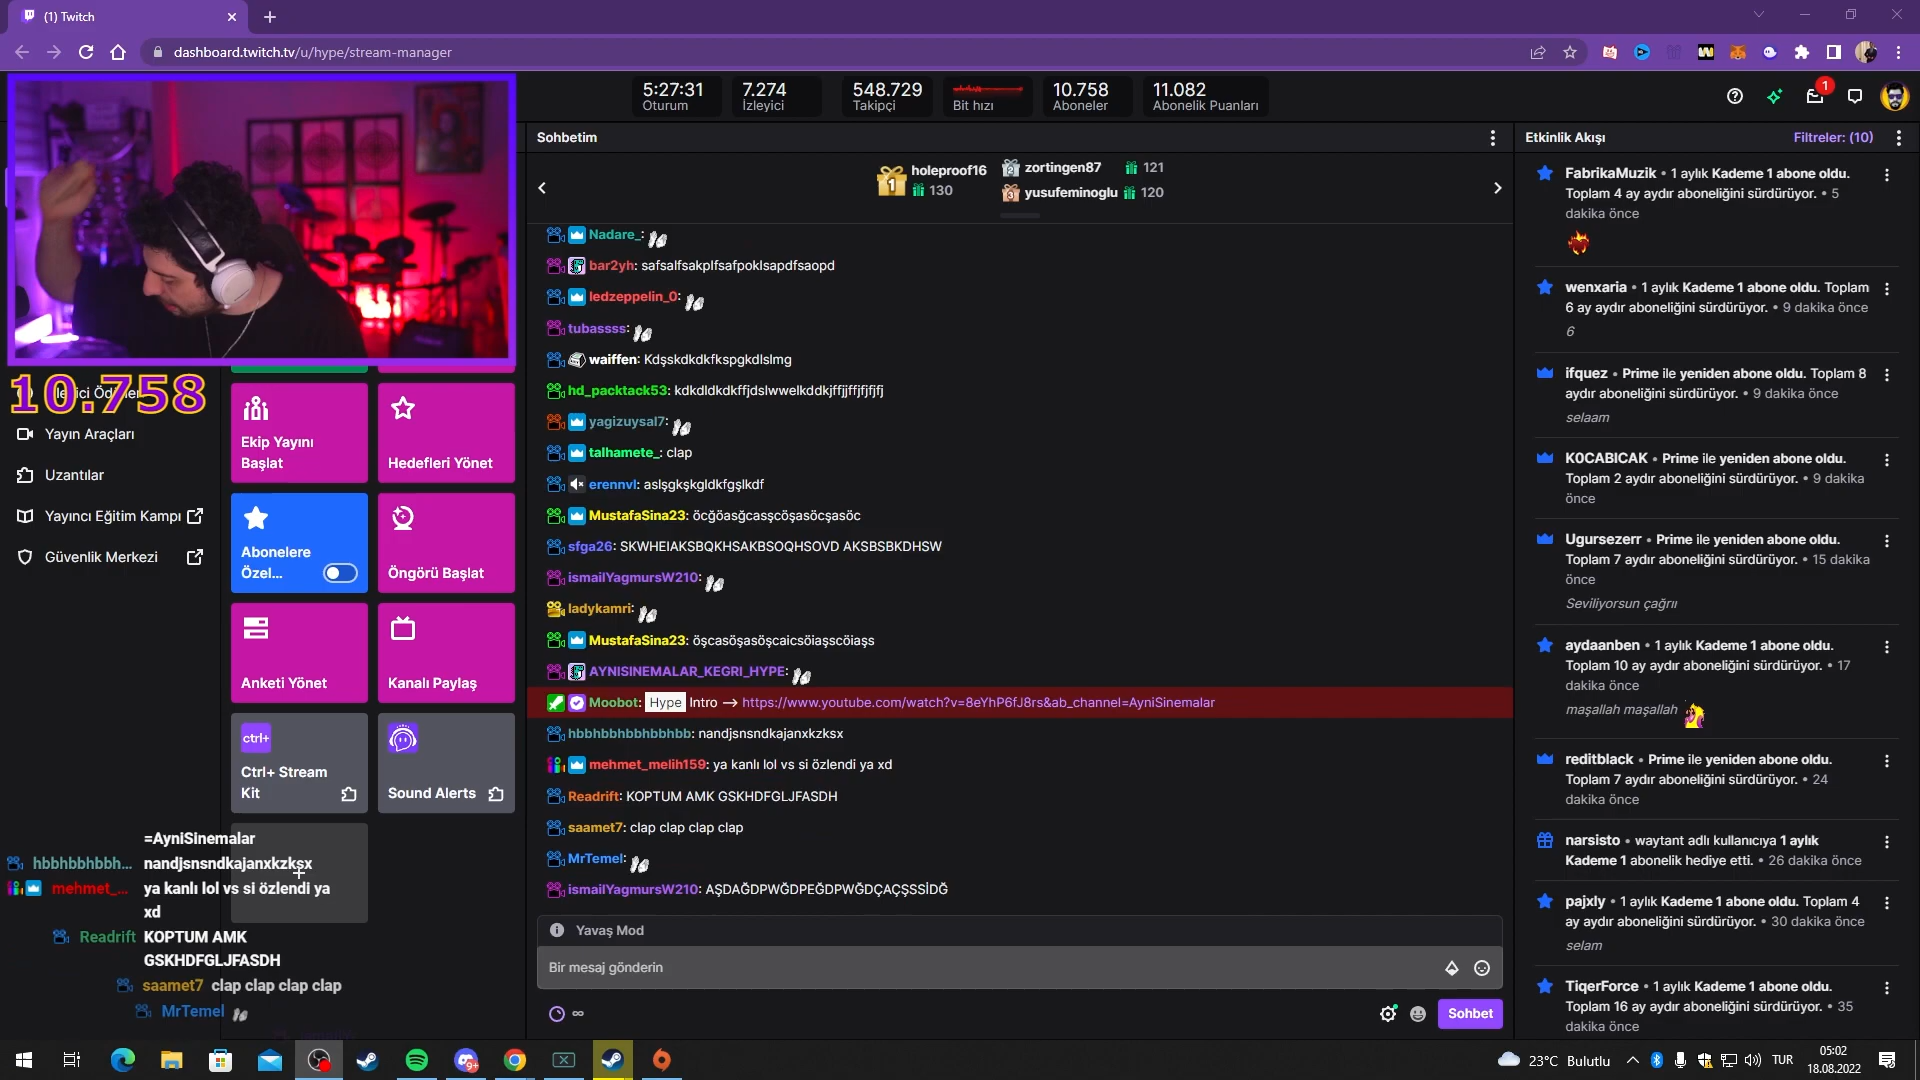 (1) Twitch
dashboard.twitch.tv/u/hype/stream-manager
5:27:31
Oturum
7.274
İzleyici
548.729
Takipçi
Bit hızı
10.758
Aboneler
11.082
Abonelik Puanları
1
10.758
Yayın Araçları
Uzantılar
Yayıncı Eğitim Kampı
Güvenlik Merkezi
Ekip Yayını
Başlat
Hedefleri Yönet
Abonelere
Özel...
Öngörü Başlat
Anketi Yönet
Kanalı Paylaş
ctrl+
Ctrl+ Stream
Kit
Sound Alerts
=AyniSinemalar
hbbhbbhbbh... nandjsnsndkajanxkzksx
mehmet_... ya kanlı lol vs si özlendi ya
xd
Readrift KOPTUM AMK
GSKHDFGLJFASDH
saamet7 clap clap clap clap
MrTemel
Sohbetim
1 holeproof16
130
2 zortingen87 121
3 yusufeminoglu 120
Nadare_:
bar2yh: safsalfsakplfsafpoklsapdfsaopd
ledzeppelin_0:
tubassss:
waiffen: Kdşskdkdkfkspgkdlslmg
hd_packtack53: kdkdldkdkffjdslwwelkddkjffjjffjfjfjfj
yagizuysal7:
talhamete_: clap
erennvl: aslşgkşkgldkfgşlkdf
MustafaSina23: öcğöasğcasşcöşasöcşasöc
sfga26: SKWHEIAKSBQKHSAKBSOQHSOVD AKSBSBKDHSW
ismailYagmursW210:
ladykamri:
MustafaSina23: öşcasöşasöşcaicsöiaşscöiaşs
AYNISINEMALAR_KEGRI_HYPE:
Moobot: Hype Intro → https://www.youtube.com/watch?v=8eYhP6fJ8rs&ab_channel=AyniSinemalar
hbbhbbhbbhbbhbb: nandjsnsndkajanxkzksx
mehmet_melih159: ya kanlı lol vs si özlendi ya xd
Readrift: KOPTUM AMK GSKHDFGLJFASDH
saamet7: clap clap clap clap
MrTemel:
ismailYagmursW210: AŞDAĞDPWĞDPEĞDPWĞDÇAÇŞSSİDĞ
Yavaş Mod
Bir mesaj gönderin
Sohbet
Etkinlik Akışı
Filtreler: (10)
FabrikaMuzik • 1 aylık Kademe 1 abone oldu.
Toplam 4 ay aydır aboneliğini sürdürüyor. • 5
dakika önce
wenxaria • 1 aylık Kademe 1 abone oldu. Toplam
6 ay aydır aboneliğini sürdürüyor. • 9 dakika önce
6
ifquez • Prime ile yeniden abone oldu. Toplam 8
ay aydır aboneliğini sürdürüyor. • 9 dakika önce
selaam
K0CABICAK • Prime ile yeniden abone oldu.
Toplam 2 ay aydır aboneliğini sürdürüyor. • 9 dakika
önce
Ugursezerr • Prime ile yeniden abone oldu.
Toplam 7 ay aydır aboneliğini sürdürüyor. • 15 dakika
önce
Seviliyorsun çağrıı
aydaanben • 1 aylık Kademe 1 abone oldu.
Toplam 10 ay aydır aboneliğini sürdürüyor. • 17
dakika önce
maşallah maşallah
reditblack • Prime ile yeniden abone oldu.
Toplam 7 ay aydır aboneliğini sürdürüyor. • 24
dakika önce
narsisto • waytant adlı kullanıcıya 1 aylık
Kademe 1 abonelik hediye etti. • 26 dakika önce
pajxly • 1 aylık Kademe 1 abone oldu. Toplam 4
ay aydır aboneliğini sürdürüyor. • 30 dakika önce
selam
TiqerForce • 1 aylık Kademe 1 abone oldu.
Toplam 16 ay aydır aboneliğini sürdürüyor. • 35
dakika önce
9+
23°C Bulutlu
TUR
05:02
18.08.2022